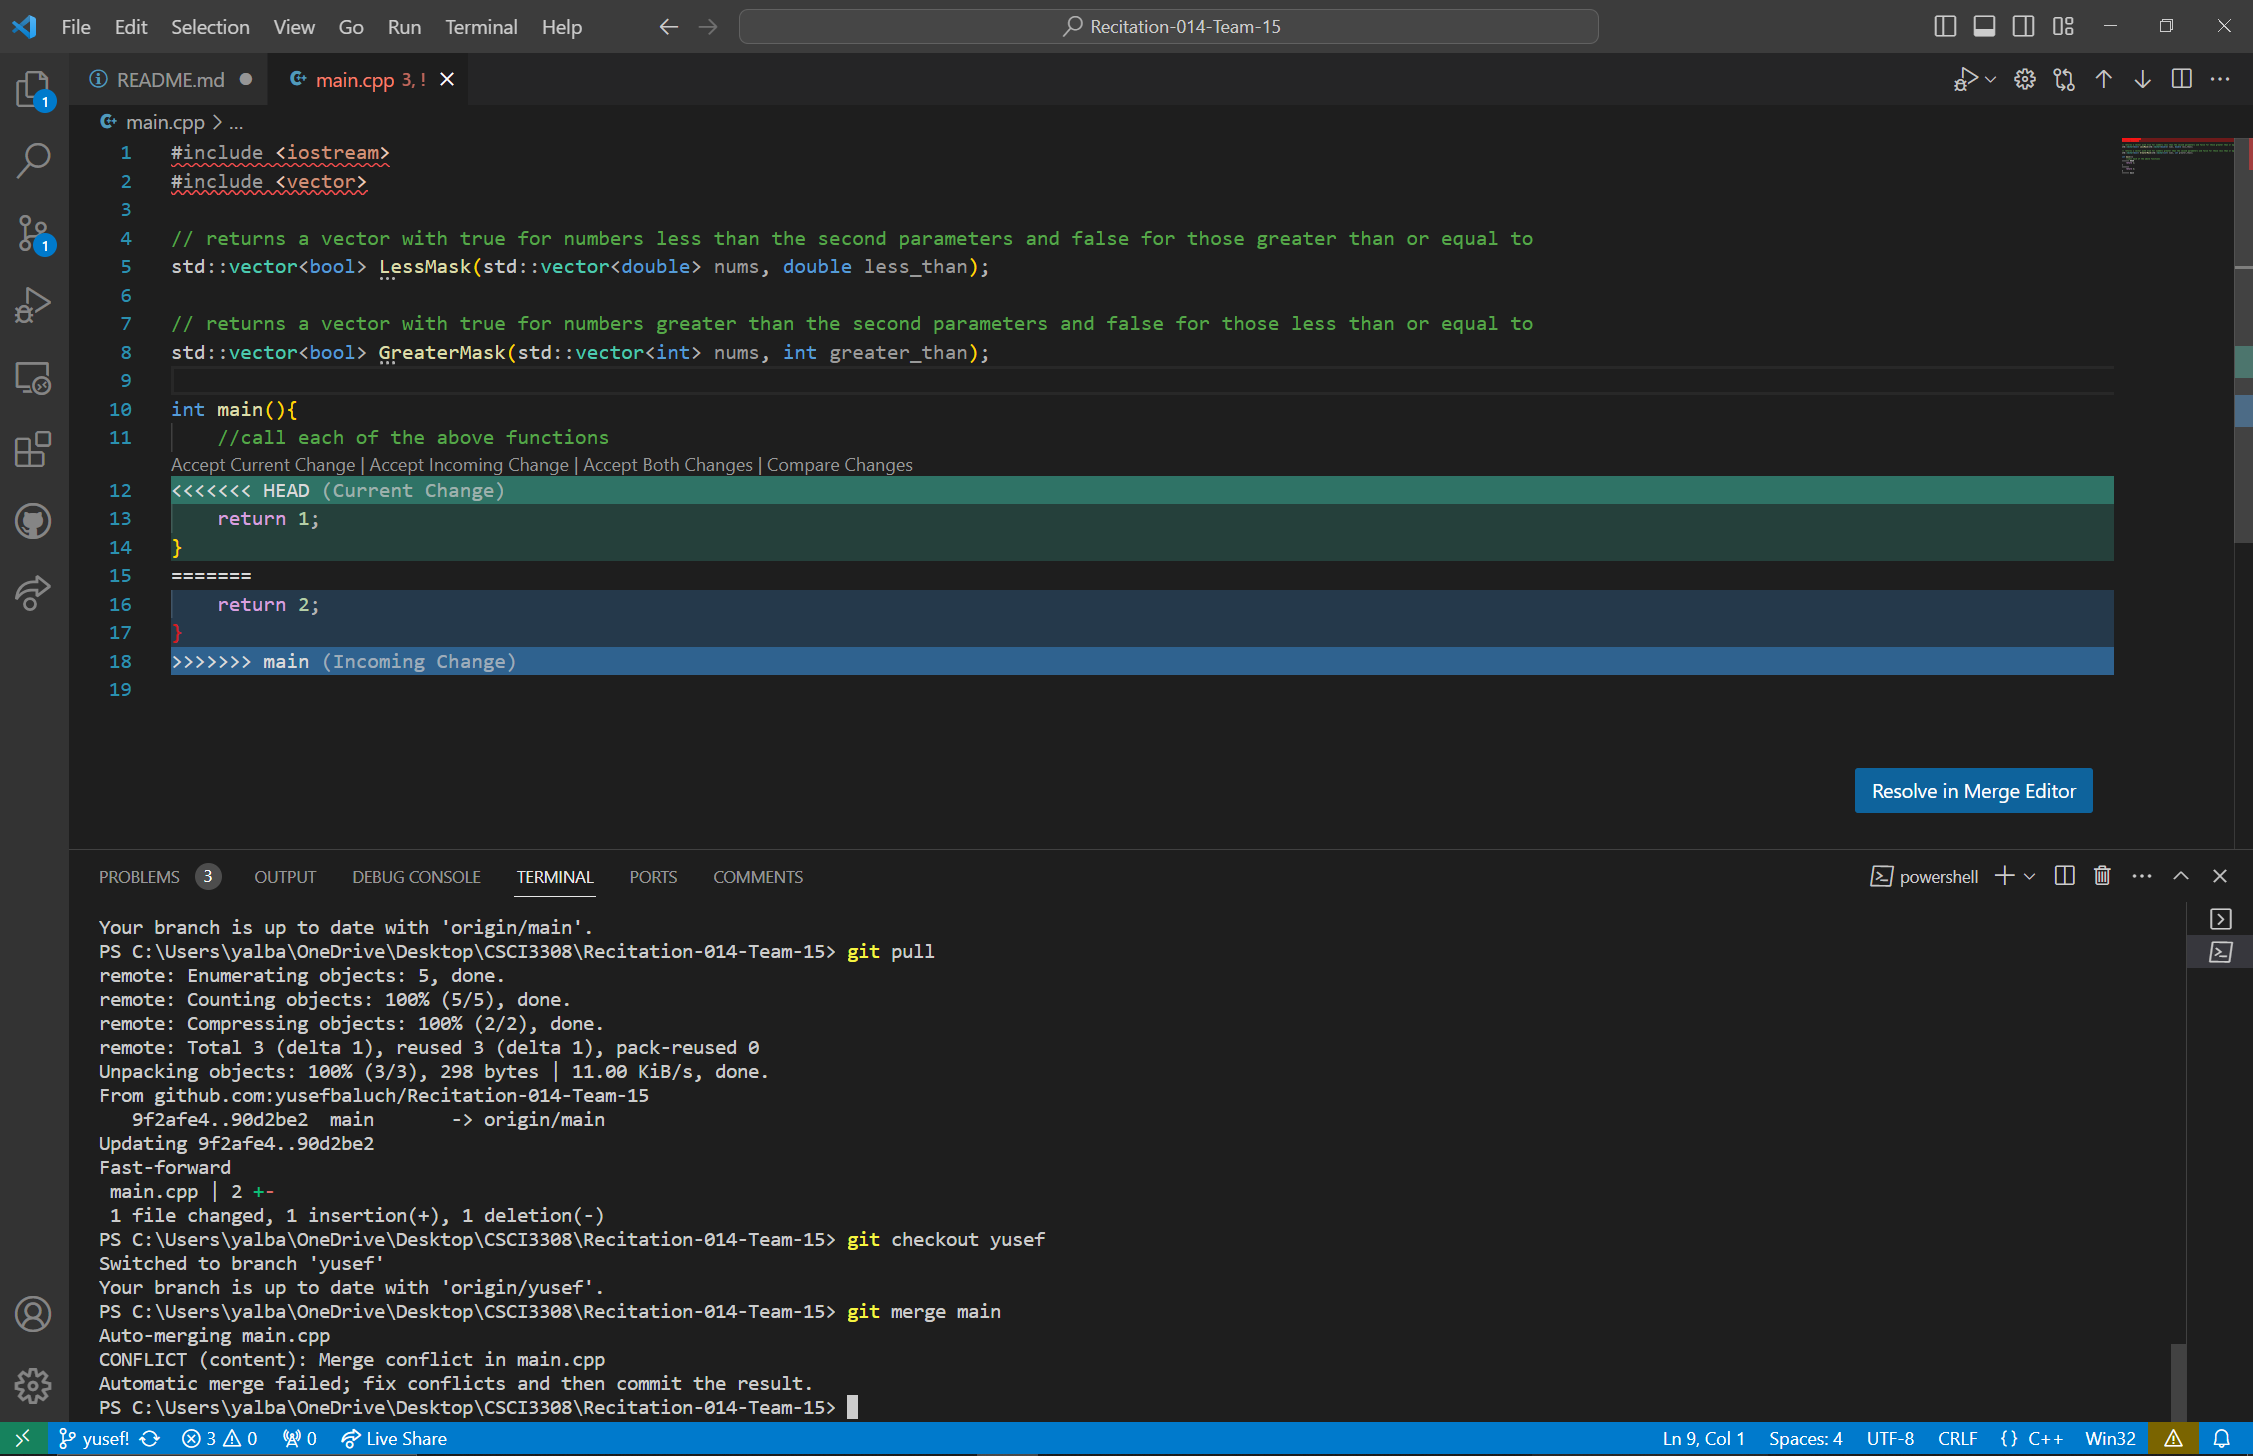 File Edit Selection View Go Run Terminal Help
Recitation-014-Team-15
README.md
main.cpp 3, !
main.cpp > ...
1 #include <iostream>
2 #include <vector>
3
4 // returns a vector with true for numbers less than the second parameters and false for those greater than or equal to
5 std::vector<bool> LessMask(std::vector<double> nums, double less_than);
6
7 // returns a vector with true for numbers greater than the second parameters and false for those less than or equal to
8 std::vector<bool> GreaterMask(std::vector<int> nums, int greater_than);
9
10 int main(){
11 //call each of the above functions
Accept Current Change | Accept Incoming Change | Accept Both Changes | Compare Changes
12 <<<<<<< HEAD (Current Change)
13 return 1;
14 }
15 =======
16 return 2;
17 }
18 >>>>>>> main (Incoming Change)
19
Resolve in Merge Editor
PROBLEMS 3 OUTPUT DEBUG CONSOLE TERMINAL PORTS COMMENTS
powershell
Your branch is up to date with 'origin/main'.
PS C:\Users\yalba\OneDrive\Desktop\CSCI3308\Recitation-014-Team-15> git pull
remote: Enumerating objects: 5, done.
remote: Counting objects: 100% (5/5), done.
remote: Compressing objects: 100% (2/2), done.
remote: Total 3 (delta 1), reused 3 (delta 1), pack-reused 0
Unpacking objects: 100% (3/3), 298 bytes | 11.00 KiB/s, done.
From github.com:yusefbaluch/Recitation-014-Team-15
9f2afe4..90d2be2 main -> origin/main
Updating 9f2afe4..90d2be2
Fast-forward
main.cpp | 2 +-
1 file changed, 1 insertion(+), 1 deletion(-)
PS C:\Users\yalba\OneDrive\Desktop\CSCI3308\Recitation-014-Team-15> git checkout yusef
Switched to branch 'yusef'
Your branch is up to date with 'origin/yusef'.
PS C:\Users\yalba\OneDrive\Desktop\CSCI3308\Recitation-014-Team-15> git merge main
Auto-merging main.cpp
CONFLICT (content): Merge conflict in main.cpp
Automatic merge failed; fix conflicts and then commit the result.
PS C:\Users\yalba\OneDrive\Desktop\CSCI3308\Recitation-014-Team-15>
1
1
yusef! 3 0 0 Live Share Ln 9, Col 1 Spaces: 4 UTF-8 CRLF {} C++ Win32